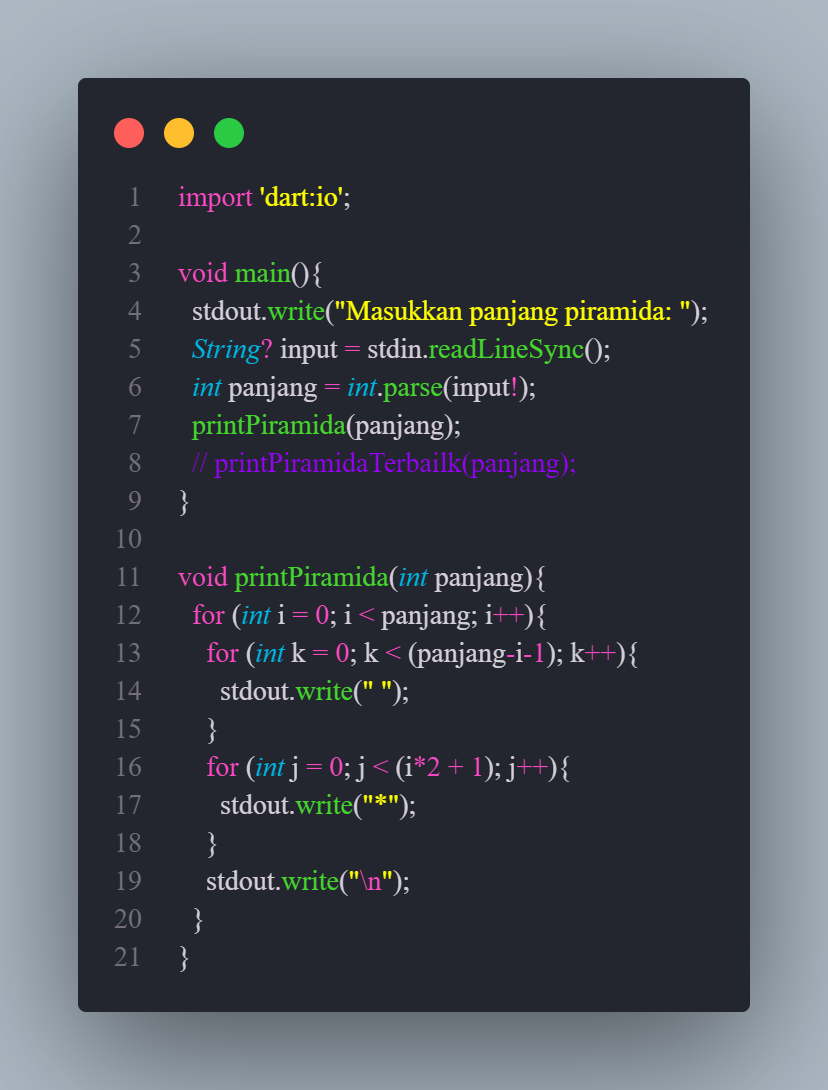 1 import 'dart:io';
2
3 void main(){
4   stdout.write("Masukkan panjang piramida: ");
5   String? input = stdin.readLineSync();
6   int panjang = int.parse(input!);
7   printPiramida(panjang);
8   // printPiramidaTerbailk(panjang);
9 }
10
11 void printPiramida(int panjang){
12   for (int i = 0; i < panjang; i++){
13     for (int k = 0; k < (panjang-i-1); k++){
14       stdout.write(" ");
15     }
16     for (int j = 0; j < (i*2 + 1); j++){
17       stdout.write("*");
18     }
19     stdout.write("\n");
20   }
21 }